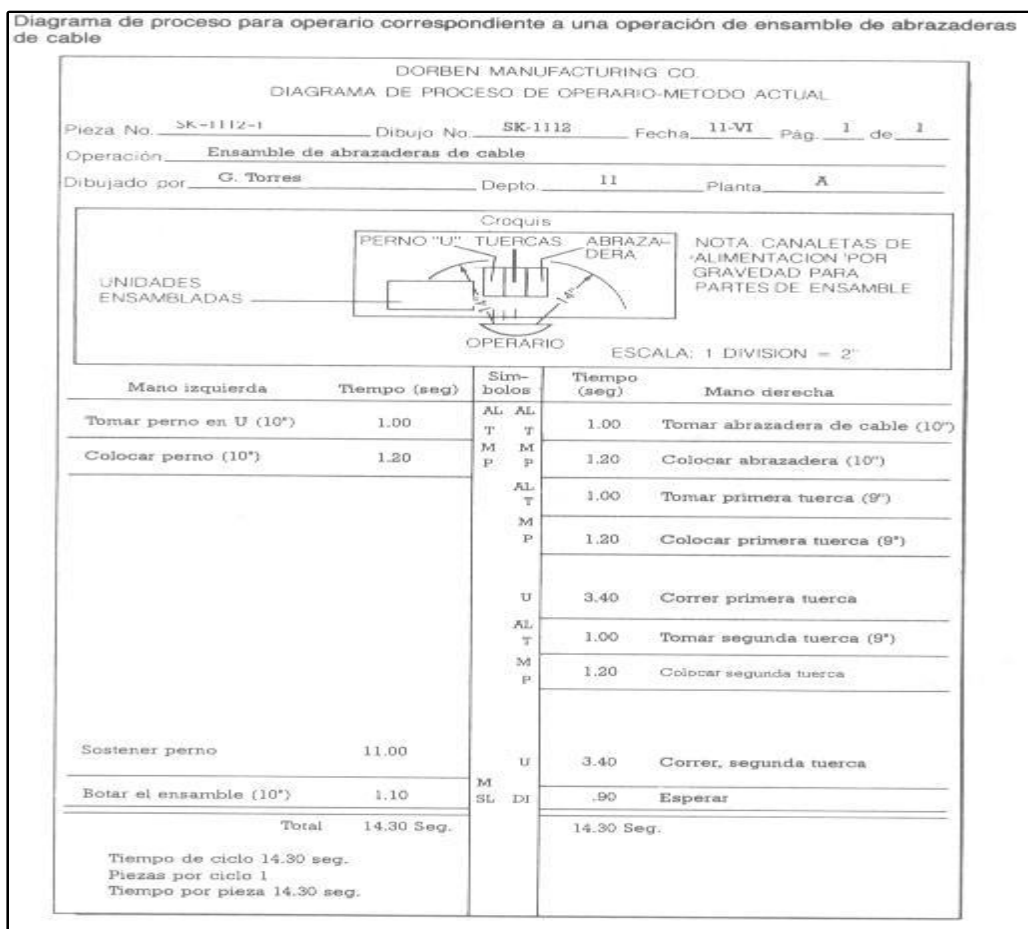 Diagrama de proceso para operario correspondiente a una operación de ensamble de abrazaderas
de cable
DORBEN MANUFACTURING CO.
DIAGRAMA DE PROCESO DE OPERARIO-METODO ACTUAL
Pieza No. SK-1112-1 Dibujo No. SK-1112 Fecha 11-VI Pág. 1 de 1
Operación Ensamble de abrazaderas de cable
Dibujado por G. Torres Depto. 11 Planta A
Croquis
PERNO "U" TUERCAS ABRAZA-
DERA
NOTA. CANALETAS DE
ALIMENTACION POR
GRAVEDAD PARA
PARTES DE ENSAMBLE
UNIDADES
ENSAMBLADAS
14"
OPERARIO
ESCALA: 1 DIVISION = 2"
Mano izquierda Tiempo (seg) Sím-
bolos Tiempo
(seg) Mano derecha
Tomar perno en U (10") 1.00 AL AL
T T 1.00 Tomar abrazadera de cable (10")
Colocar perno (10") 1.20 M M
P P 1.20 Colocar abrazadera (10")
AL
T 1.00 Tomar primera tuerca (9")
M
P 1.20 Colocar primera tuerca (9")
U 3.40 Correr primera tuerca
AL
T 1.00 Tomar segunda tuerca (9")
M
P 1.20 Colocar segunda tuerca
Sostener perno 11.00 U 3.40 Correr, segunda tuerca
M
Botar el ensamble (10") 1.10 SL DI .90 Esperar
Total 14.30 Seg. 14.30 Seg.
Tiempo de ciclo 14.30 seg.
Piezas por ciclo 1
Tiempo por pieza 14.30 seg.